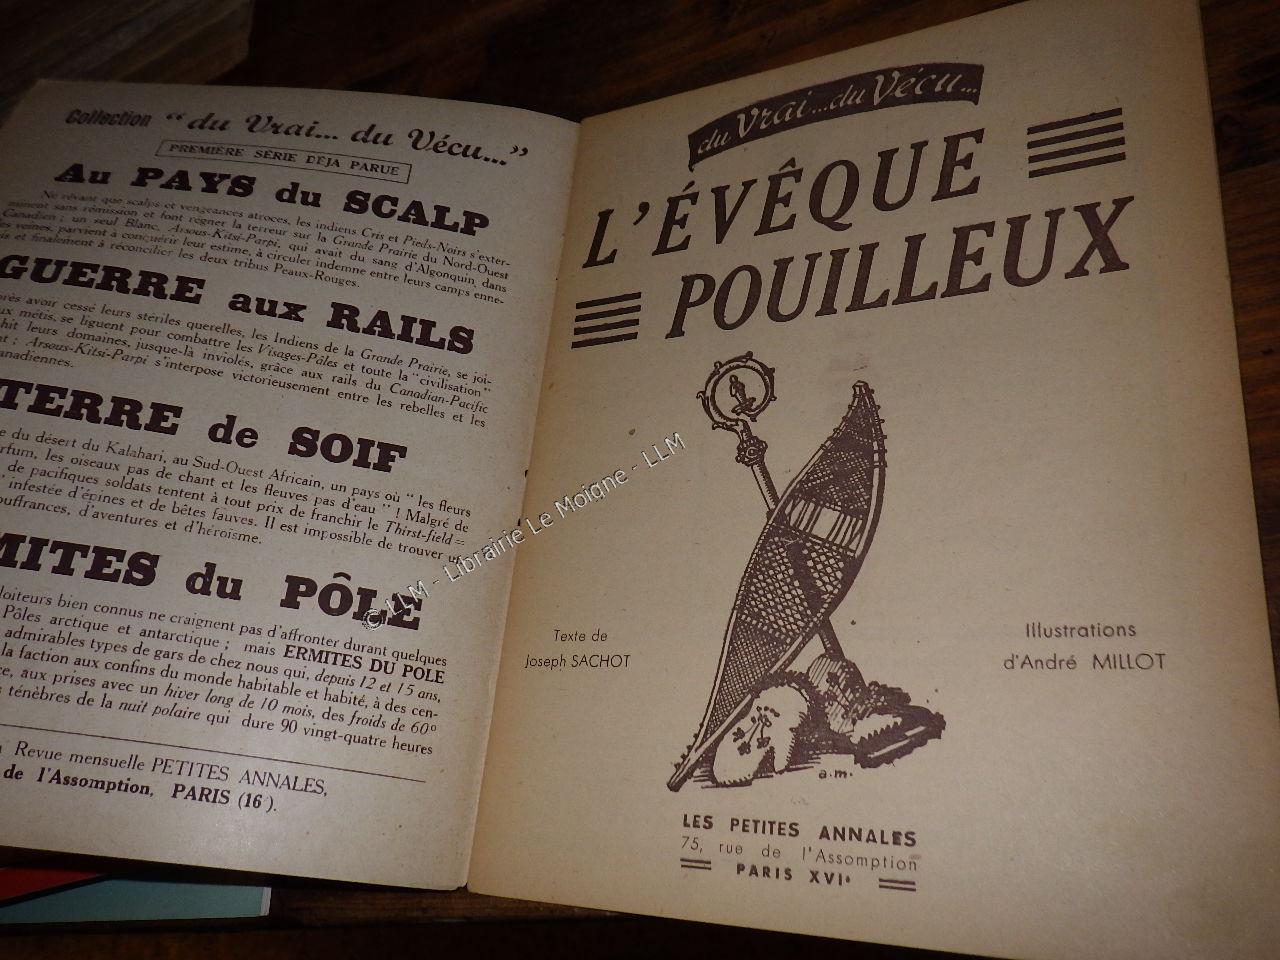 Collection “du Vrai... du Vécu...”
PREMIÈRE SÉRIE DÉJA PARUE
Au PAYS du SCALP
Ne rêvant que scalps et vengeances atroces, les indiens Cris et Pieds-Noirs s'exter-
minent sans rémission et font régner la terreur sur la Grande Prairie du Nord-Ouest
Canadien ; un seul Blanc, Arsous-Kitsi-Parpi, qui avait du sang d'Algonquin dans
les veines, parvient à conquérir leur estime, à circuler indemne entre leurs camps enne-
mis et finalement à réconcilier les deux tribus Peaux-Rouges.
GUERRE aux RAILS
après avoir cessé leurs stériles querelles, les Indiens de la Grande Prairie, se joi-
aux métis, se liguent pour combattre les Visages-Pâles et toute la “civilisation”
leurs domaines, jusque-là inviolés, grâce aux rails du Canadian-Pacific
; Arsous-Kitsi-Parpi s'interpose victorieusement entre les rebelles et les
anadiennes.
TERRE de SOIF
du désert du Kalahari, au Sud-Ouest Africain, un pays où “les fleurs
rfum, les oiseaux pas de chant et les fleuves pas d'eau” ! Malgré de
de pacifiques soldats tentent à tout prix de franchir le Thirst-field =
infestée d'épines et de bêtes fauves. Il est impossible de trouver
ouffrances, d'aventures et d'héroïsme.
MITES du PÔLE
loiteurs bien connus ne craignent pas d'affronter durant quelques
Pôles arctique et antarctique ; mais ERMITES DU POLE
admirables types de gars de chez nous qui, depuis 12 et 15 ans,
la faction aux confins du monde habitable et habité, à des cen-
ce, aux prises avec un hiver long de 10 mois, des froids de 60°
ténèbres de la nuit polaire qui dure 90 vingt-quatre heures
Revue mensuelle PETITES ANNALES,
de l'Assomption, PARIS (16e).
du Vrai...du Vécu...
L'ÉVÊQUE
POUILLEUX
Texte de
Joseph SACHOT
Illustrations
d'André MILLOT
a.m.
LES PETITES ANNALES
75, rue de l'Assomption
PARIS XVIe
© LLM - Librairie Le Moigne - LLM